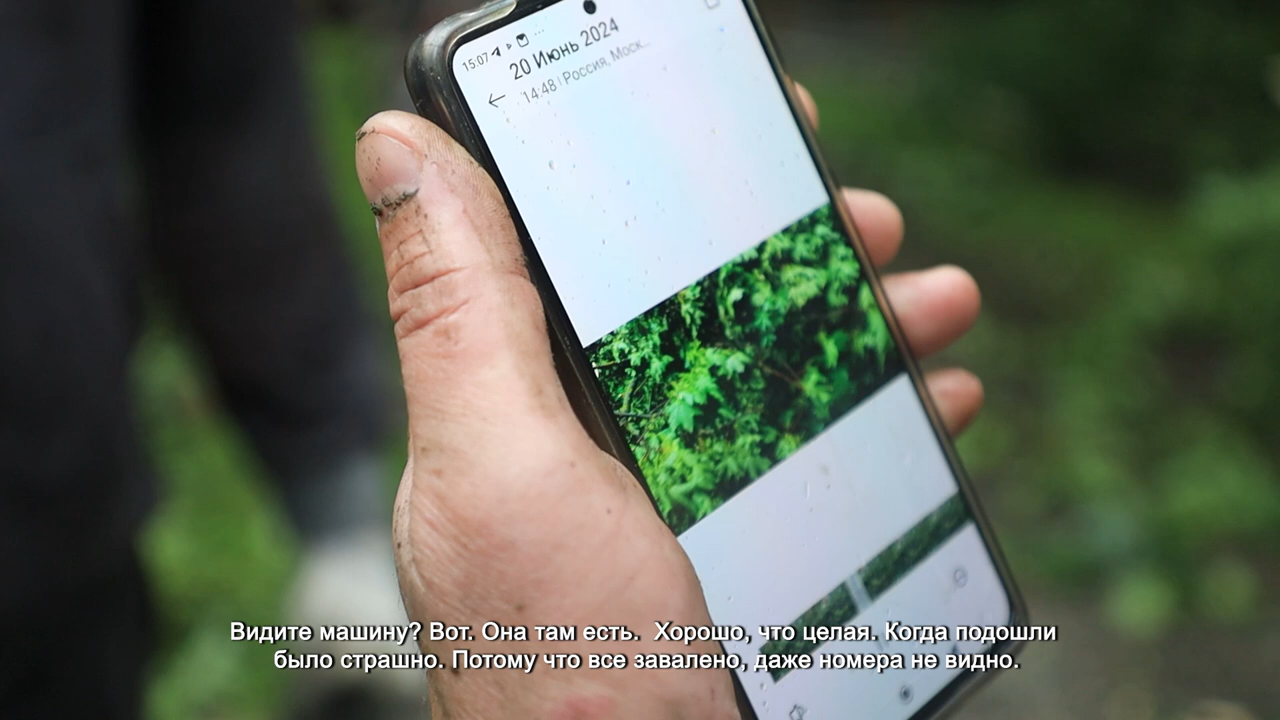 15:07
20 Июнь 2024
14:48 | Россия, Моск...
Видите машину? Вот. Она там есть. Хорошо, что целая. Когда подошли
было страшно. Потому что все завалено, даже номера не видно.